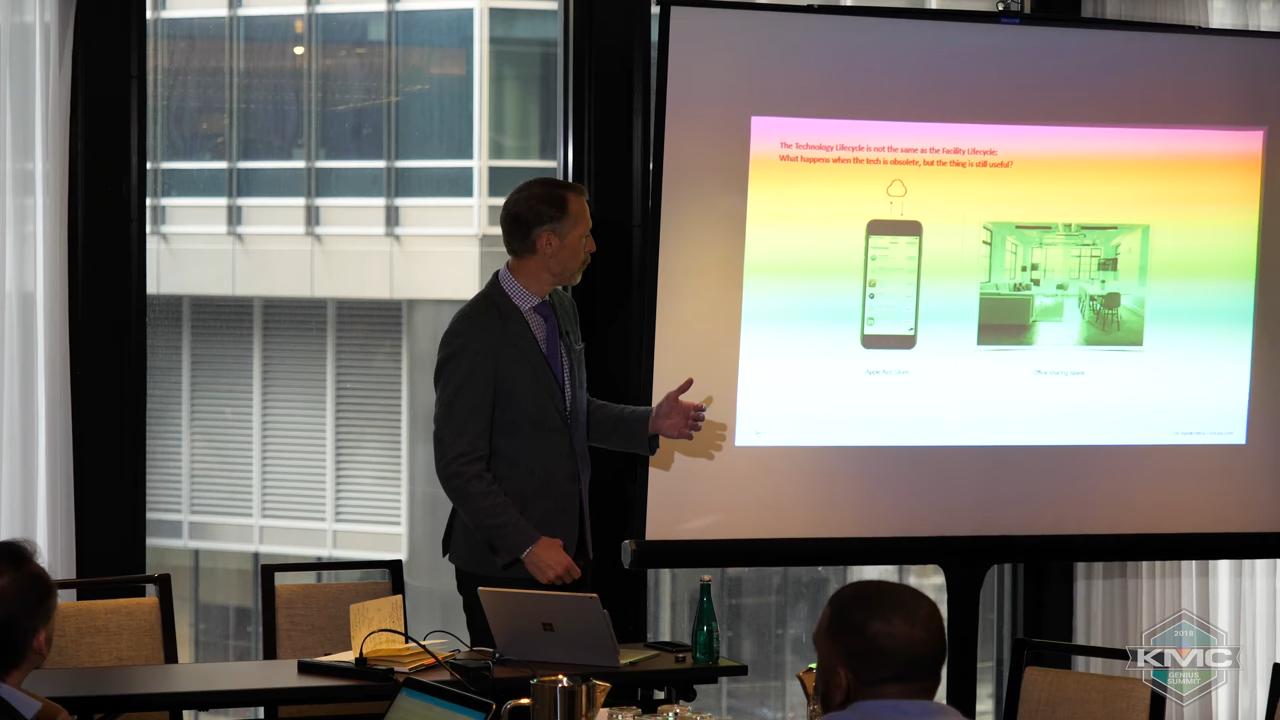 The Technology Lifecycle is not the same as the Facility Lifecycle:
What happens when the tech is obsolete, but the thing is still useful?
Apple App Store
Office sharing space
2018
KMC
GENIUS
SUMMIT